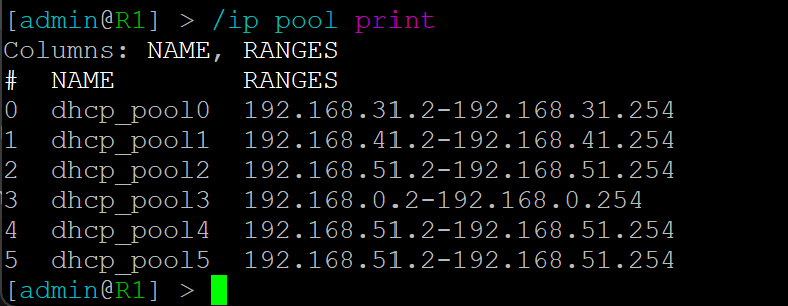 [admin@R1] > /ip pool print
Columns: NAME, RANGES
#  NAME        RANGES
0  dhcp_pool0  192.168.31.2-192.168.31.254
1  dhcp_pool1  192.168.41.2-192.168.41.254
2  dhcp_pool2  192.168.51.2-192.168.51.254
3  dhcp_pool3  192.168.0.2-192.168.0.254
4  dhcp_pool4  192.168.51.2-192.168.51.254
5  dhcp_pool5  192.168.51.2-192.168.51.254
[admin@R1] >